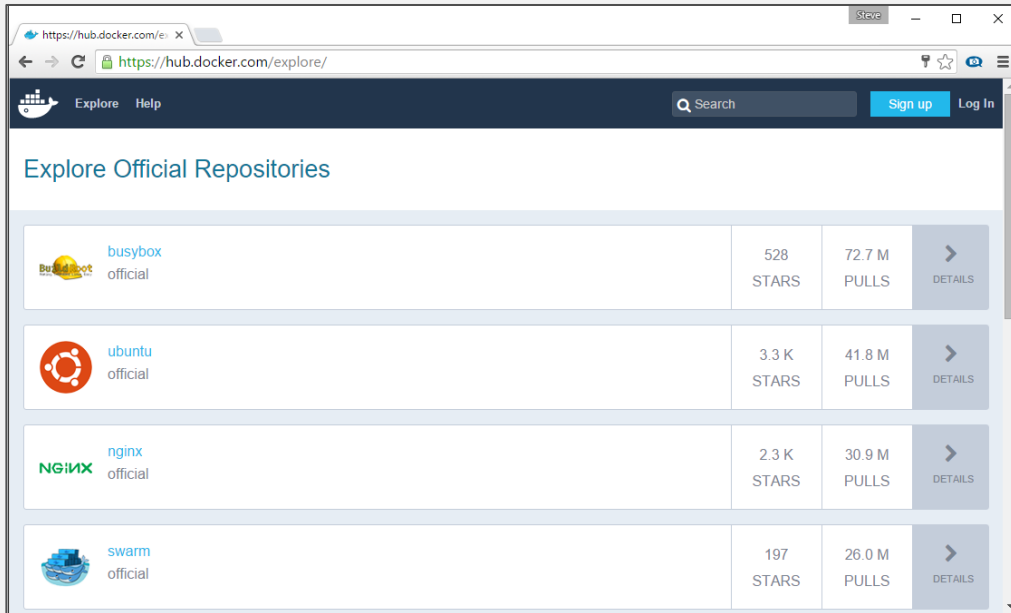 Steve
https://hub.docker.com/e
https://hub.docker.com/explore/
Explore Help Search Sign up Log In
Explore Official Repositories
busybox
official
528
STARS
72.7 M
PULLS
DETAILS
ubuntu
official
3.3 K
STARS
41.8 M
PULLS
DETAILS
NGINX
nginx
official
2.3 K
STARS
30.9 M
PULLS
DETAILS
swarm
official
197
STARS
26.0 M
PULLS
DETAILS